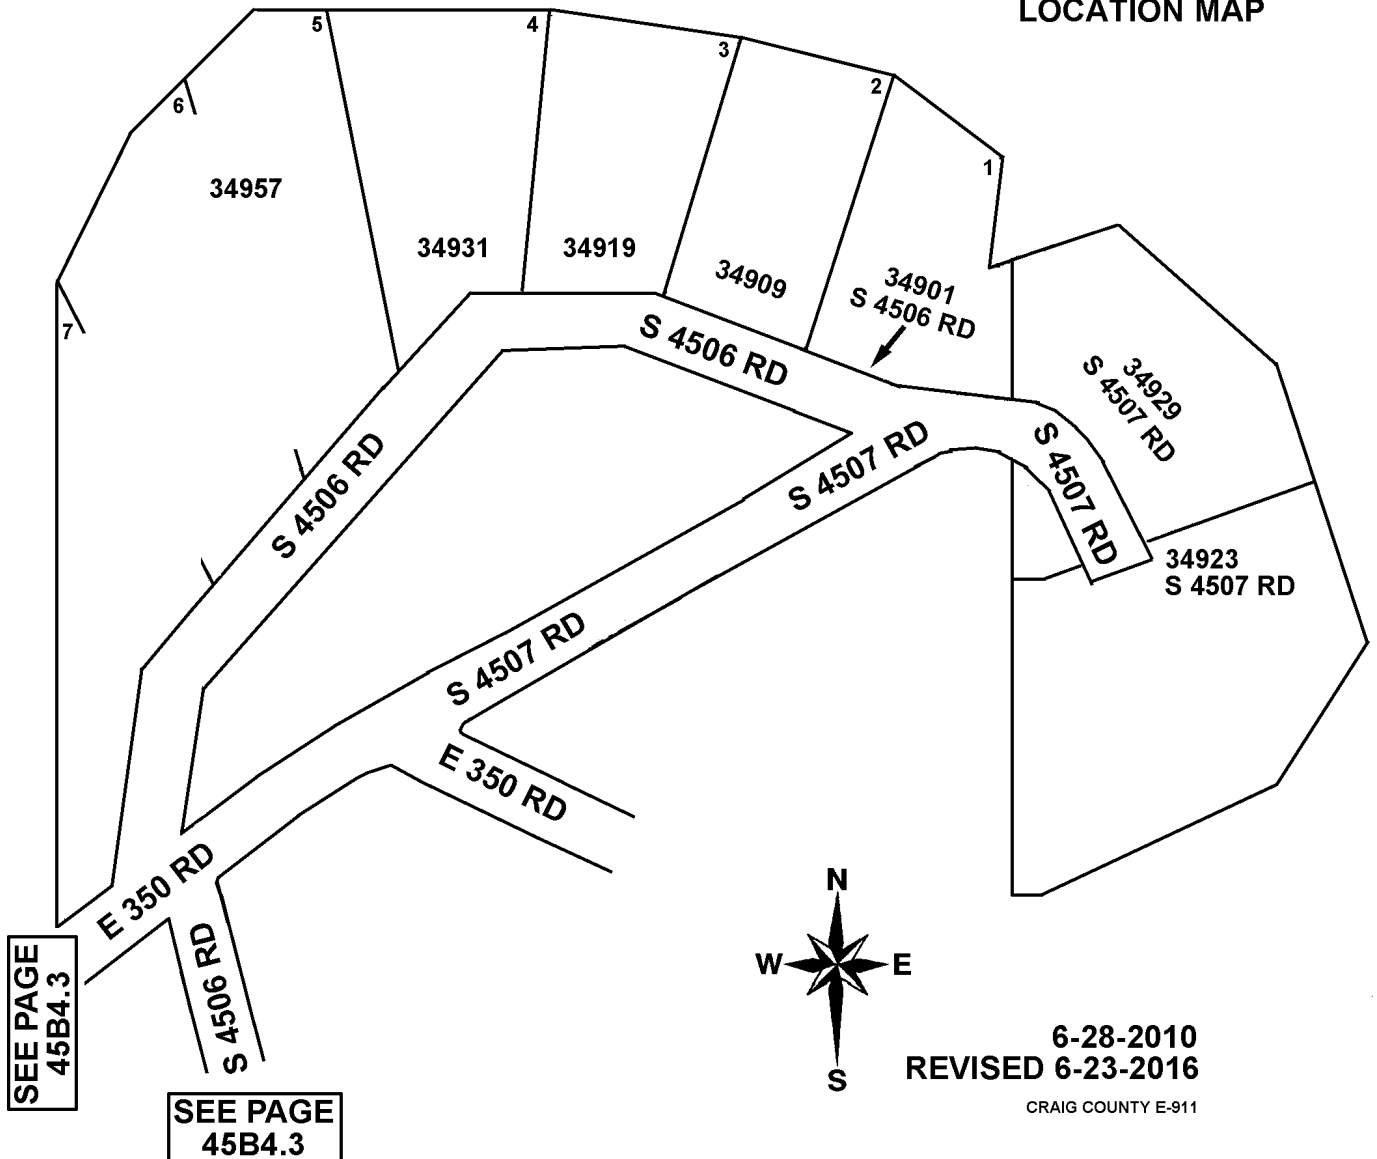 LOCATION MAP
5
4
3
2
1
6
7
34957
34931
34919
34909
34901
S 4506 RD
S 4506 RD
34929
S 4507 RD
S 4507 RD
S 4507 RD
34923
S 4507 RD
S 4506 RD
S 4507 RD
E 350 RD
E 350 RD
S 4506 RD
SEE PAGE
45B4.3
SEE PAGE
45B4.3
N
W
E
S
6-28-2010
REVISED 6-23-2016
CRAIG COUNTY E-911